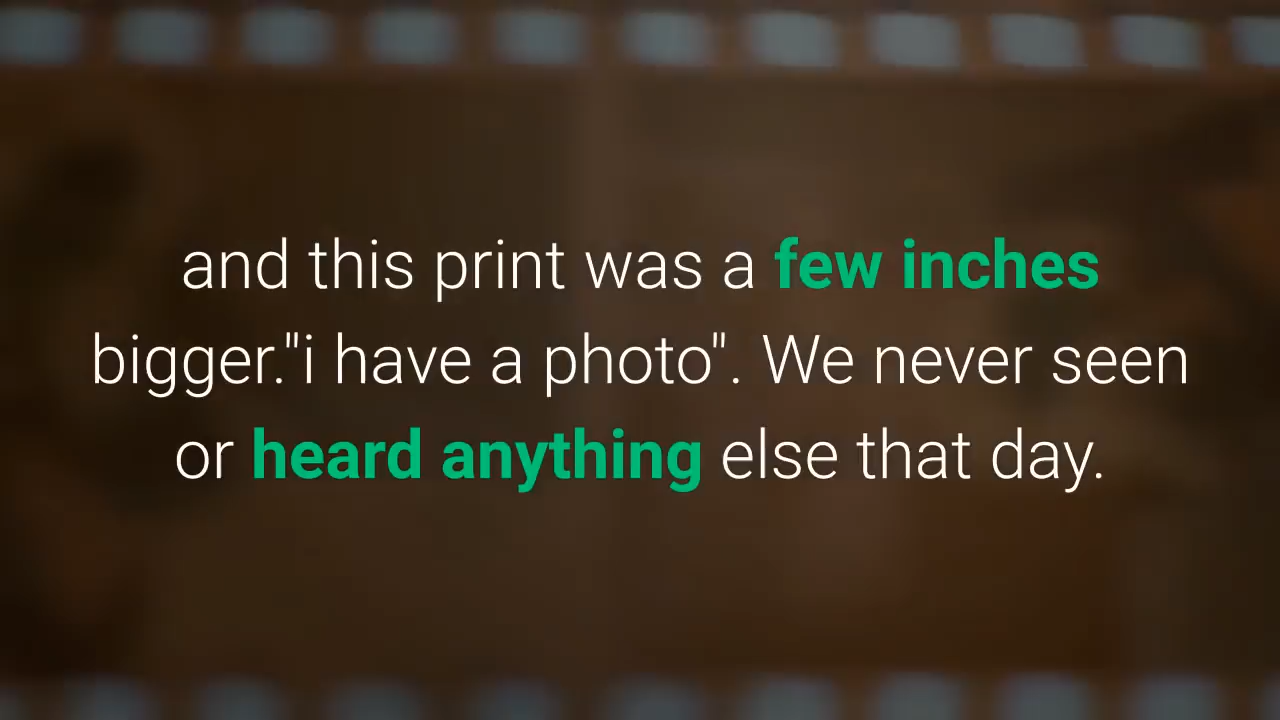 and this print was a few inches
bigger."i have a photo". We never seen
or heard anything else that day.